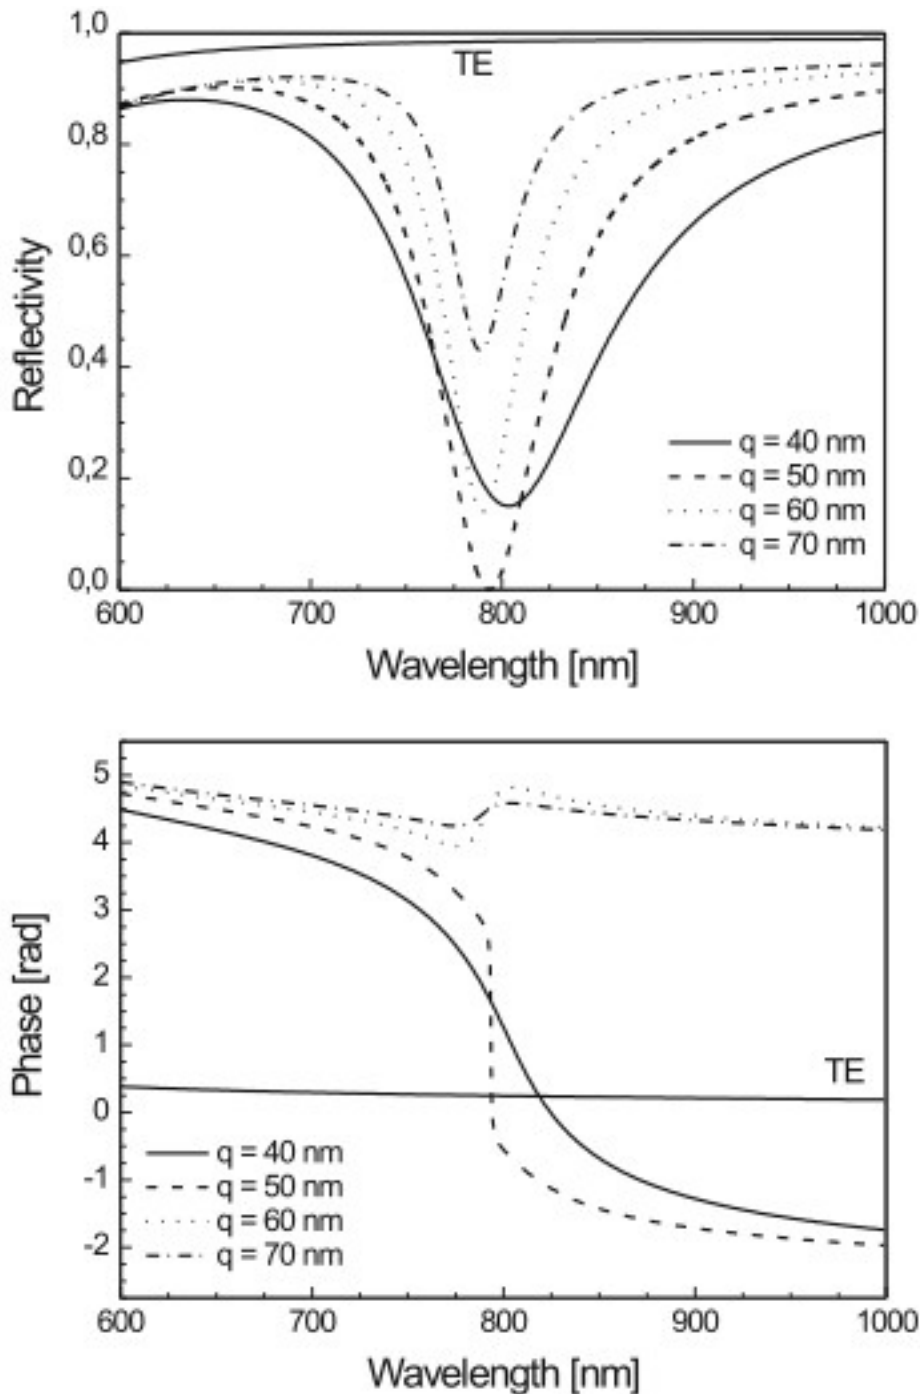 1,0
TE
0,8
0,6
Reflectivity
0,4
q = 40 nm
0,2
q = 50 nm
q = 60 nm
q = 70 nm
0,0
600 700 800 900 1000
Wavelength [nm]
5
4
3
Phase [rad]
2
1
TE
0
q = 40 nm
-1
q = 50 nm
q = 60 nm
-2
q = 70 nm
600 700 800 900 1000
Wavelength [nm]